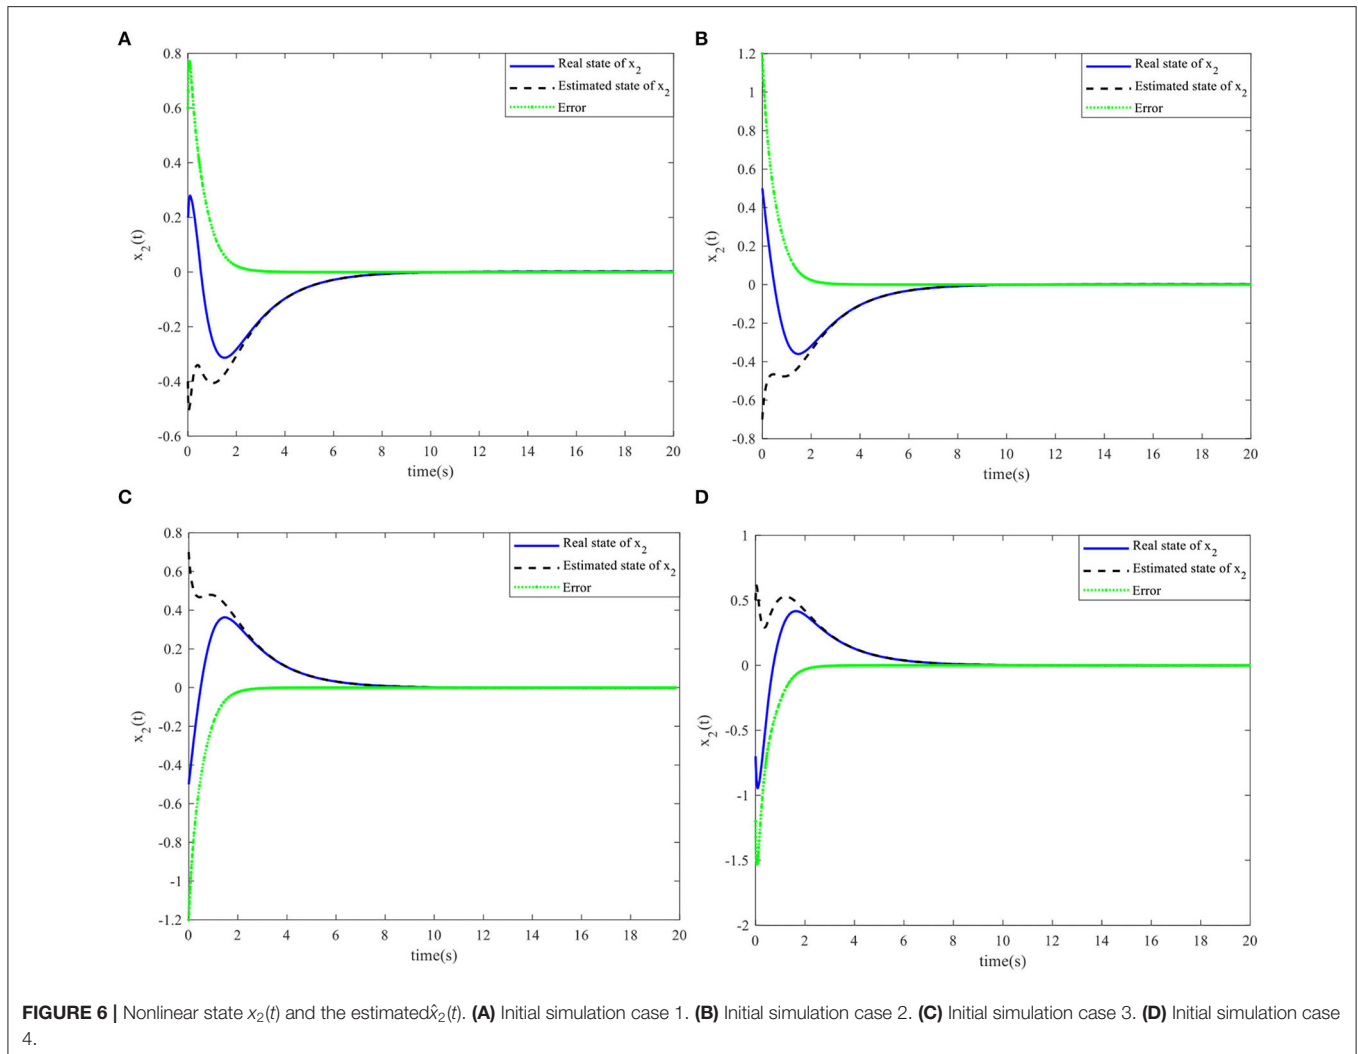 A
0.8
0.6
0.4
0.2
0
-0.2
-0.4
-0.6
x2(t)
0 2 4 6 8 10 12 14 16 18 20
time(s)
Real state of x2
Estimated state of x2
Error
B
1.2
1
0.8
0.6
0.4
0.2
0
-0.2
-0.4
-0.6
-0.8
x2(t)
0 2 4 6 8 10 12 14 16 18 20
time(s)
Real state of x2
Estimated state of x2
Error
C
0.8
0.6
0.4
0.2
0
-0.2
-0.4
-0.6
-0.8
-1
-1.2
x2(t)
0 2 4 6 8 10 12 14 16 18 20
time(s)
Real state of x2
Estimated state of x2
Error
D
1
0.5
0
-0.5
-1
-1.5
-2
x2(t)
0 2 4 6 8 10 12 14 16 18 20
time(s)
Real state of x2
Estimated state of x2
Error
FIGURE 6 | Nonlinear state x2(t) and the estimatedx̂2(t). (A) Initial simulation case 1. (B) Initial simulation case 2. (C) Initial simulation case 3. (D) Initial simulation case
4.